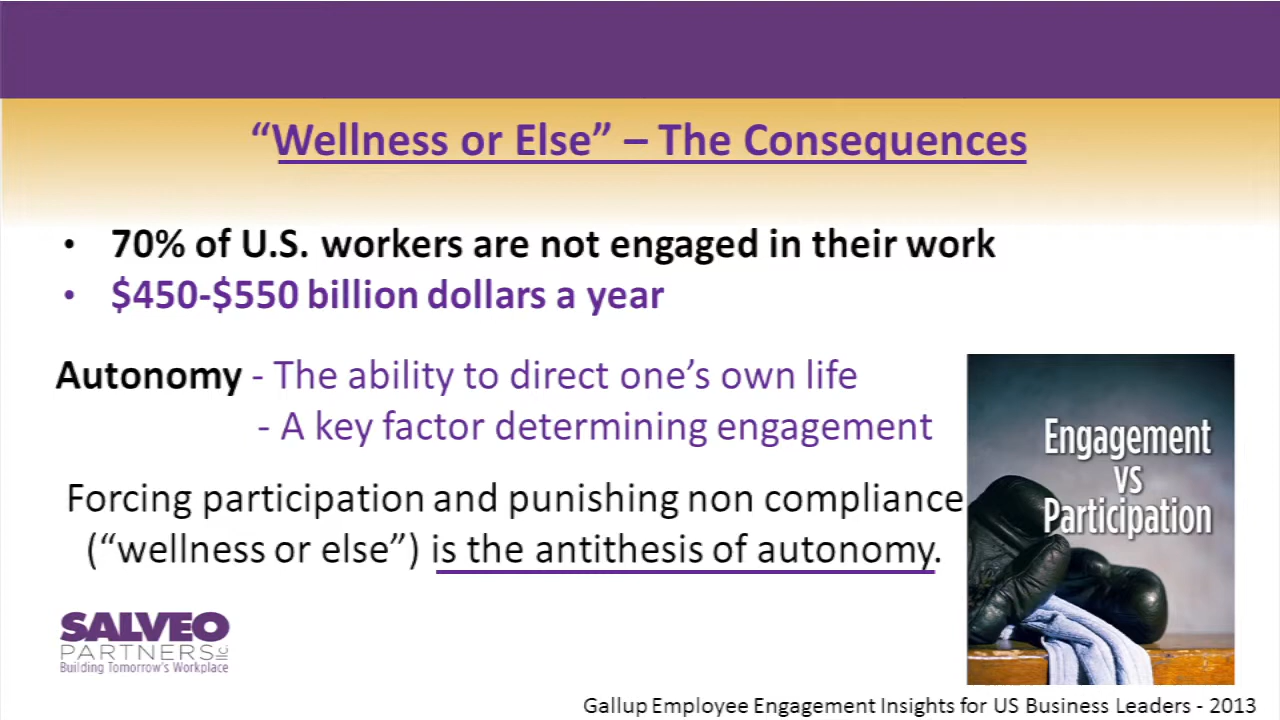 “Wellness or Else” – The Consequences
• 70% of U.S. workers are not engaged in their work
• $450-$550 billion dollars a year
Autonomy - The ability to direct one’s own life
- A key factor determining engagement
Forcing participation and punishing non compliance
(“wellness or else”) is the antithesis of autonomy.
Engagement
vs
Participation
SALVEO
PARTNERS LLC
Building Tomorrow’s Workplace
Gallup Employee Engagement Insights for US Business Leaders - 2013